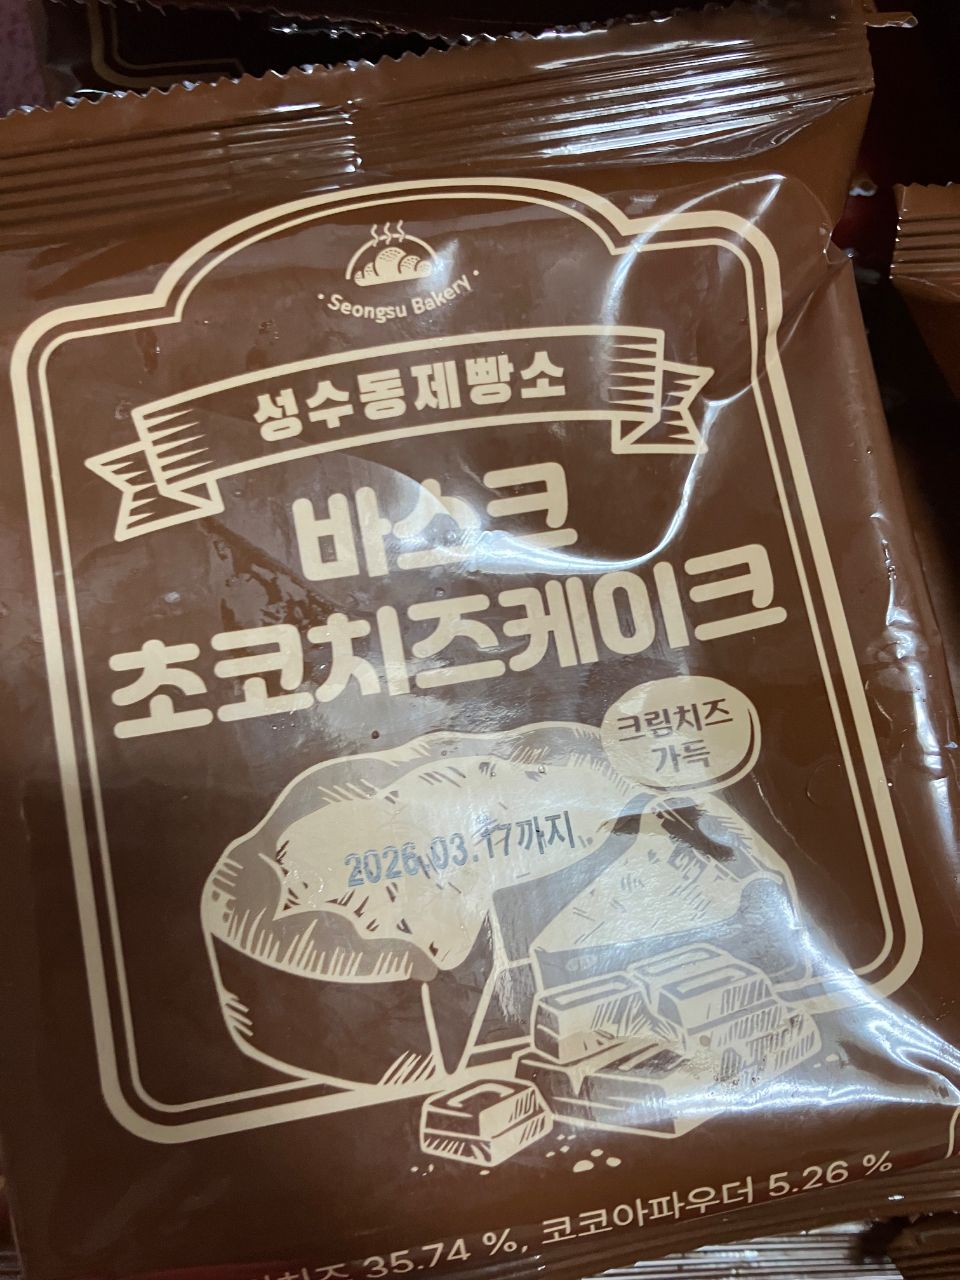 Seongsu Bakery
성수동제빵소
바스크
초코치즈케이크
크림치즈
가득
2026.03.17까지
35.74 %, 코코아파우더 5.26 %